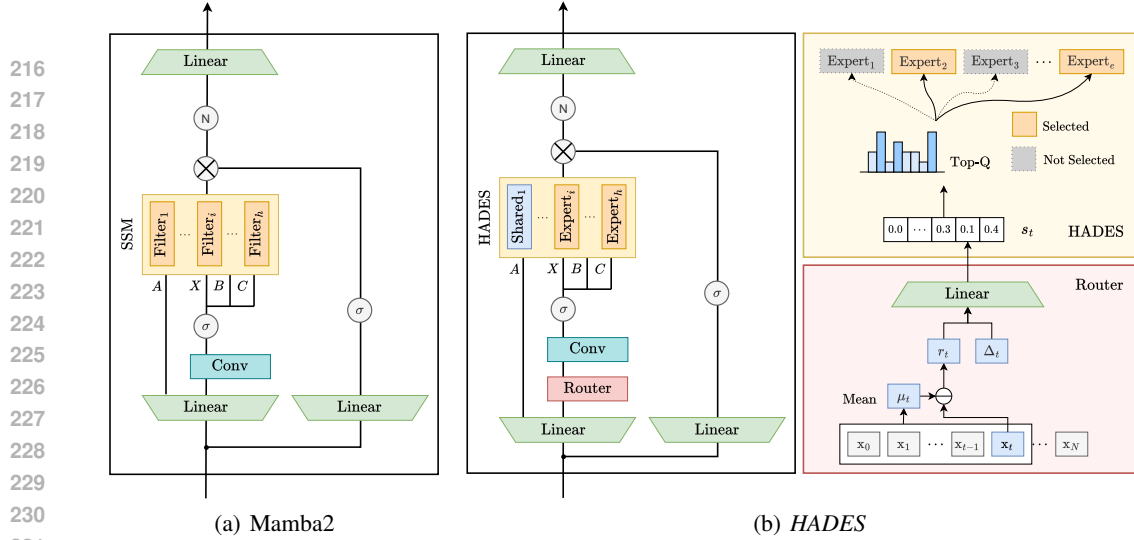 216
217
218
219
220
221
222
223
224
225
226
227
228
229
230
Linear
N
SSM
Filter1
...
Filteri
...
Filterh
A
X
B
C
σ
σ
Conv
Linear
Linear
(a) Mamba2
Linear
N
HADES
Shared1
...
Experti
...
Experth
A
X
B
C
σ
σ
Conv
Router
Linear
Linear
Expert1
Expert2
Expert3
...
Experte
Selected
Not Selected
Top-Q
0.0 ... 0.3 0.1 0.4
st
HADES
Router
Linear
rt
Δt
Mean
μt
x0 x1 ... xt−1 xt ... xN
(b) HADES